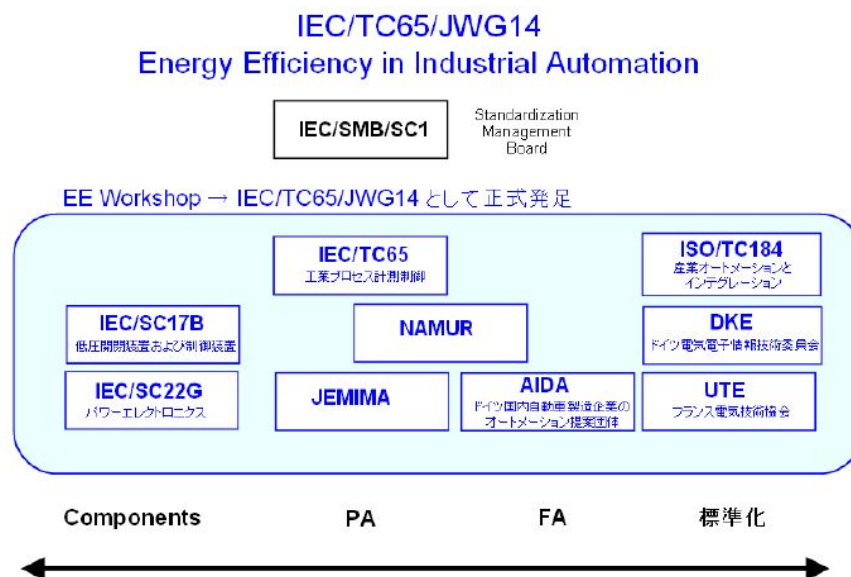 IEC/TC65/JWG14
Energy Efficiency in Industrial Automation
IEC/SMB/SC1
Standardization
Management
Board
EE Workshop → IEC/TC65/JWG14 として正式発足
IEC/TC65
工業プロセス計測制御
ISO/TC184
産業オートメーションと
インテグレーション
IEC/SC17B
低圧開閉装置および制御装置
NAMUR
DKE
ドイツ電気電子情報技術委員会
IEC/SC22G
パワーエレクトロニクス
JEMIMA
AIDA
ドイツ国内自動車製造企業の
オートメーション提案団体
UTE
フランス電気技術協会
Components
PA
FA
標準化